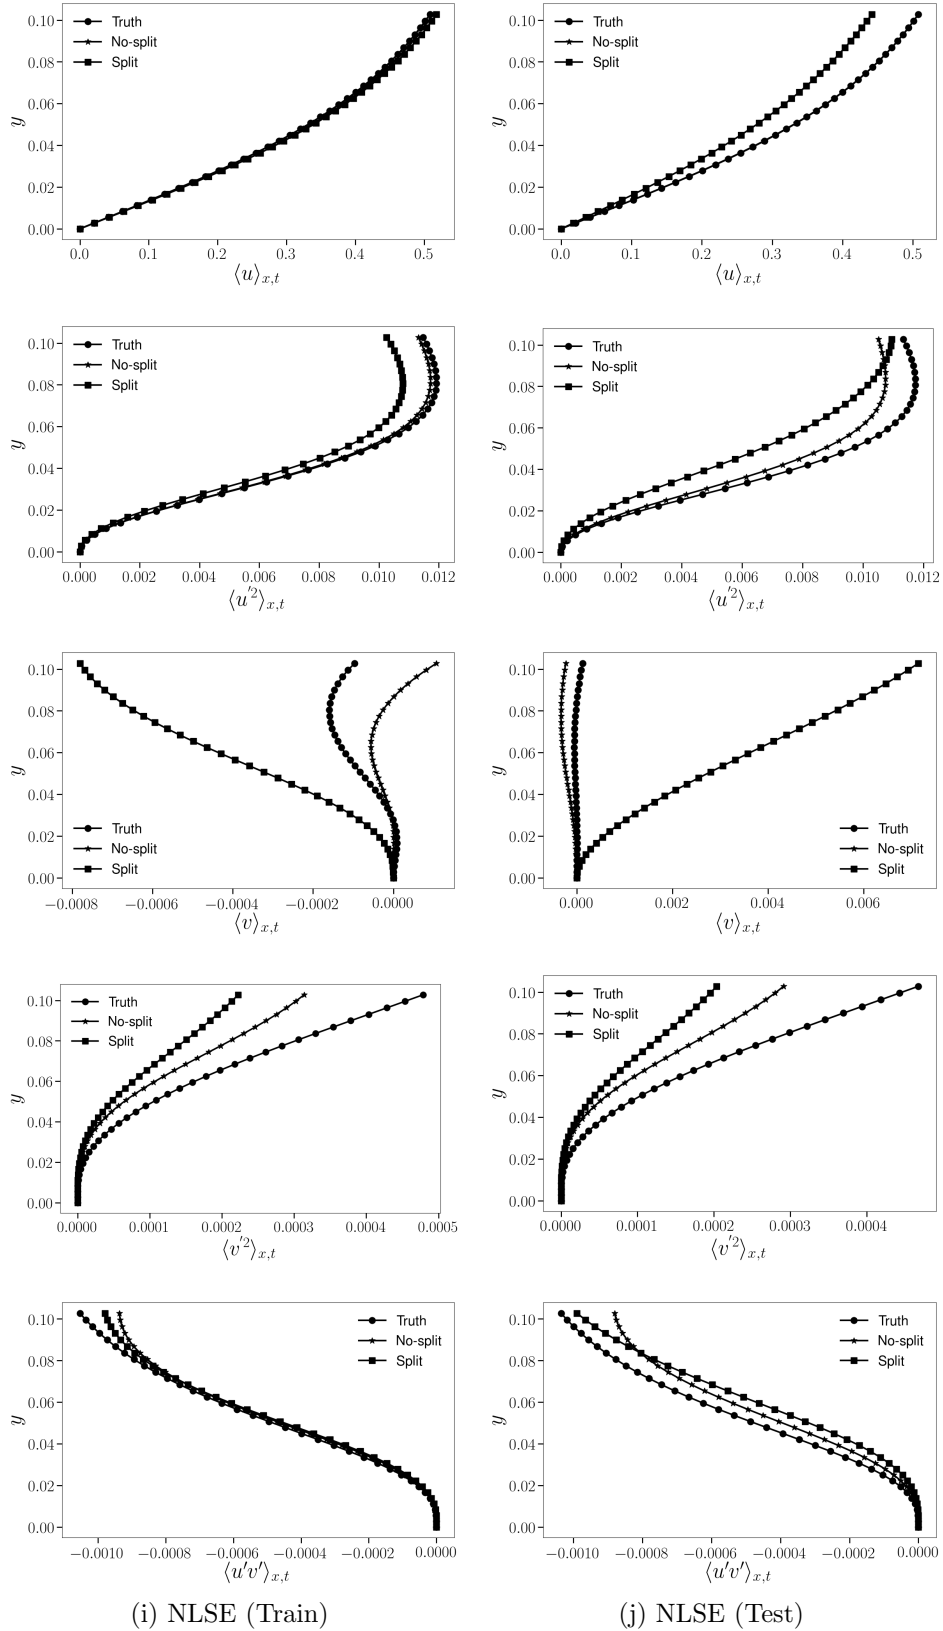 0.10
0.08
0.06
0.04
0.02
0.00
y
Truth
No-split
Split
0.0 0.1 0.2 0.3 0.4 0.5
⟨u⟩x,t
0.10
0.08
0.06
0.04
0.02
0.00
y
Truth
No-split
Split
0.0 0.1 0.2 0.3 0.4 0.5
⟨u⟩x,t
0.10
0.08
0.06
0.04
0.02
0.00
y
Truth
No-split
Split
0.000 0.002 0.004 0.006 0.008 0.010 0.012
⟨u'2⟩x,t
0.10
0.08
0.06
0.04
0.02
0.00
y
Truth
No-split
Split
0.000 0.002 0.004 0.006 0.008 0.010 0.012
⟨u'2⟩x,t
0.10
0.08
0.06
0.04
0.02
0.00
y
Truth
No-split
Split
−0.0008 −0.0006 −0.0004 −0.0002 0.0000
⟨v⟩x,t
0.10
0.08
0.06
0.04
0.02
0.00
y
Truth
No-split
Split
0.000 0.002 0.004 0.006
⟨v⟩x,t
0.10
0.08
0.06
0.04
0.02
0.00
y
Truth
No-split
Split
0.0000 0.0001 0.0002 0.0003 0.0004 0.0005
⟨v'2⟩x,t
0.10
0.08
0.06
0.04
0.02
0.00
y
Truth
No-split
Split
0.0000 0.0001 0.0002 0.0003 0.0004
⟨v'2⟩x,t
0.10
0.08
0.06
0.04
0.02
0.00
y
Truth
No-split
Split
−0.0010 −0.0008 −0.0006 −0.0004 −0.0002 0.0000
⟨u'v'⟩x,t
0.10
0.08
0.06
0.04
0.02
0.00
y
Truth
No-split
Split
−0.0010 −0.0008 −0.0006 −0.0004 −0.0002 0.0000
⟨u'v'⟩x,t
(i) NLSE (Train)
(j) NLSE (Test)